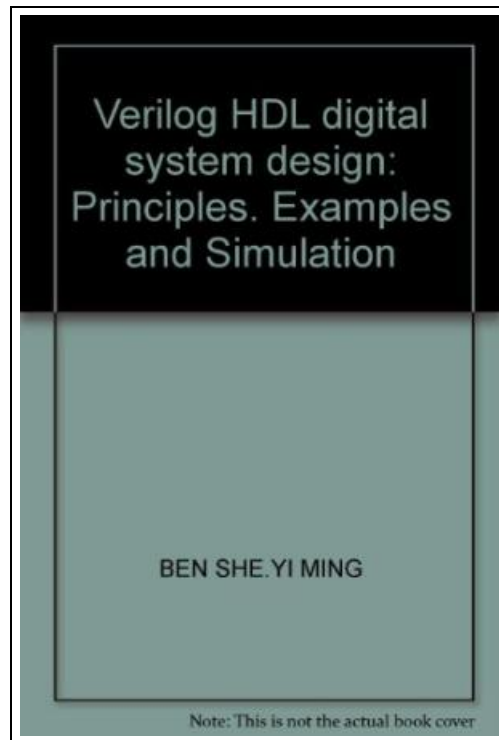 Verilog HDL digital
system design:
Principles. Examples
and Simulation
BEN SHE.YI MING
Note: This is not the actual book cover